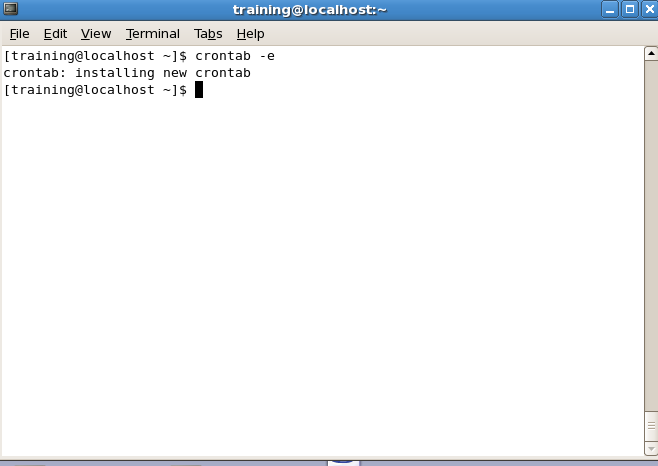 training@localhost:~
File Edit View Terminal Tabs Help
[training@localhost ~]$ crontab -e
crontab: installing new crontab
[training@localhost ~]$